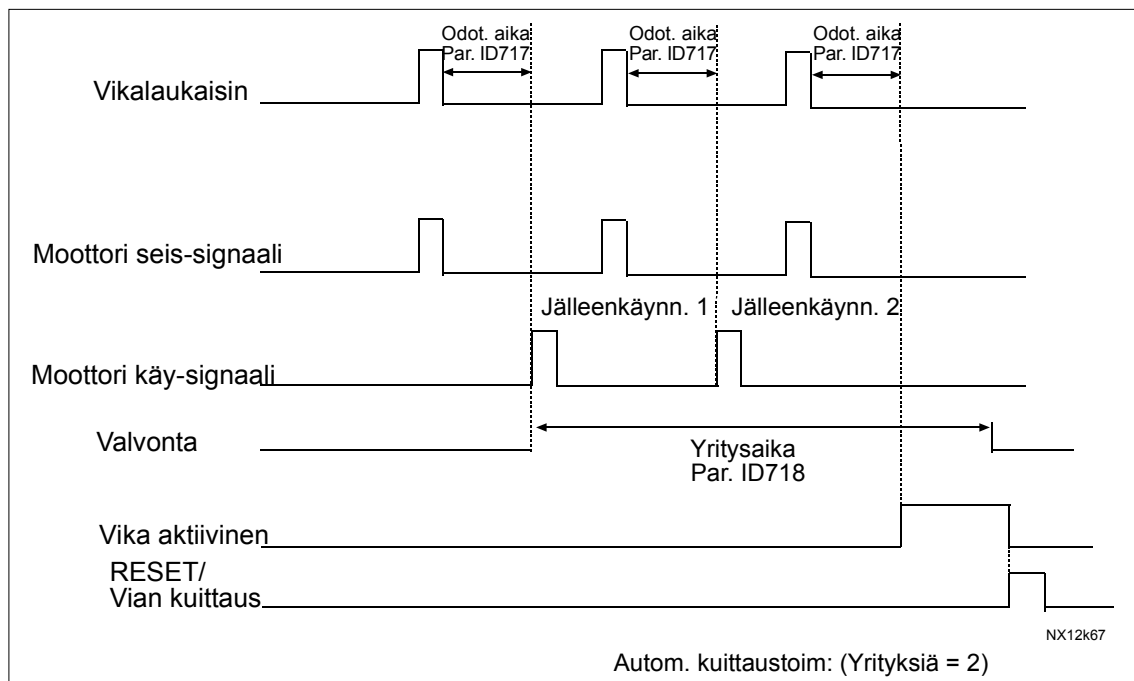 Odot. aika
Par. ID717
Odot. aika
Par. ID717
Odot. aika
Par. ID717
Vikalaukaisin
Moottori seis-signaali
Jälleenkäynn. 1
Jälleenkäynn. 2
Moottori käy-signaali
Valvonta
Yritysaika
Par. ID718
Vika aktiivinen
RESET/
Vian kuittaus
NX12k67
Autom. kuittaustoim: (Yrityksiä = 2)